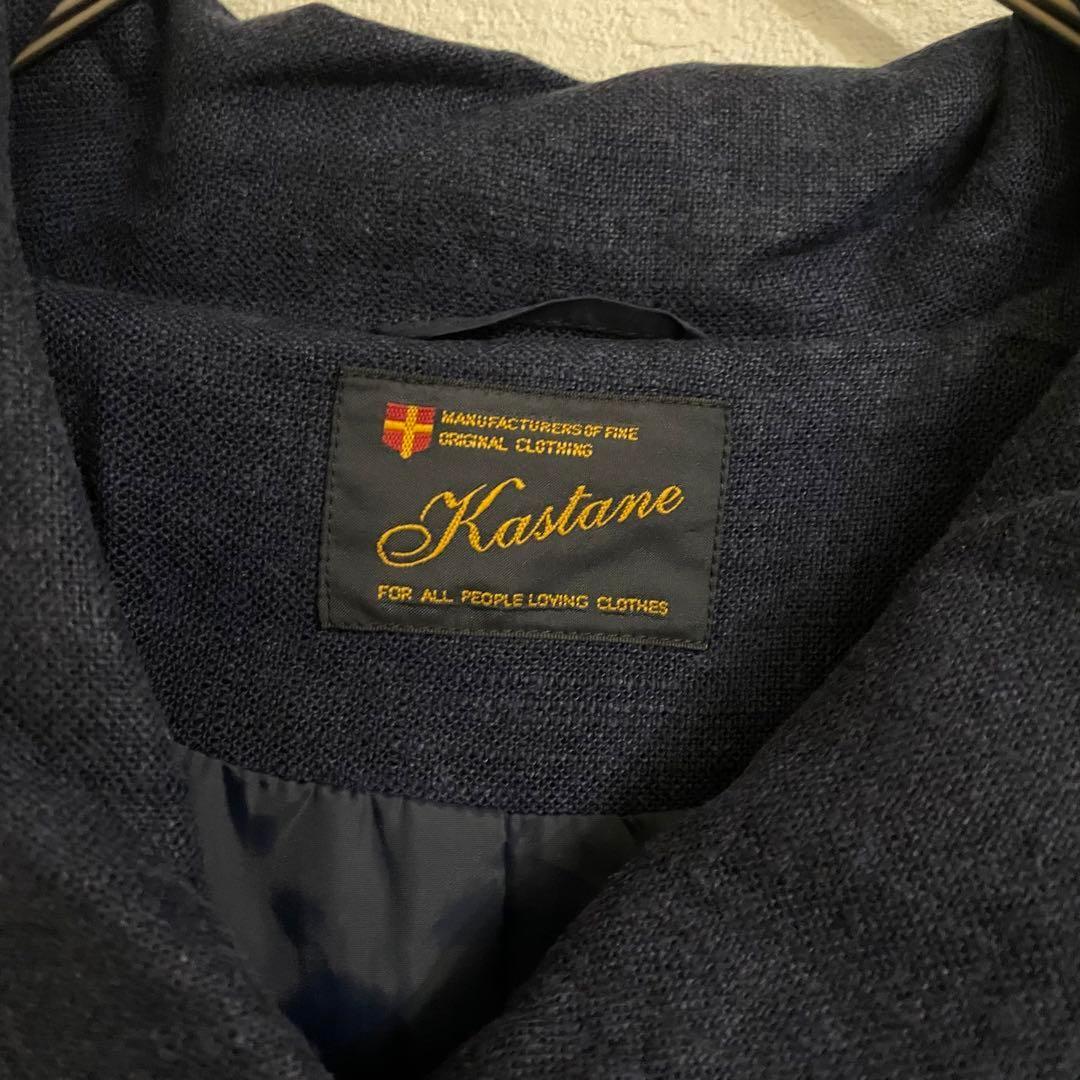 MANUFACTURERS OF FINE
ORIGINAL CLOTHING
Kastane
FOR ALL PEOPLE LOVING CLOTHES